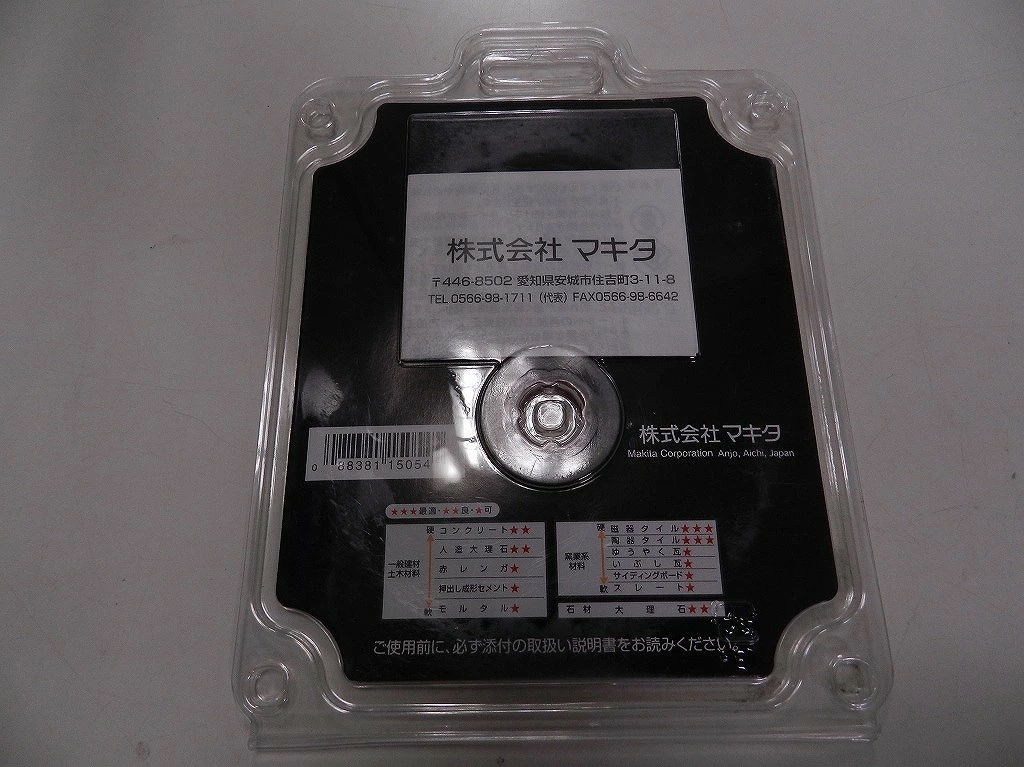 株式会社 マキタ
〒446-8502 愛知県安城市住吉町3-11-8
TEL 0566-98-1711 (代表) FAX0566-98-6642
株式会社マキタ
Makita Corporation Anjo, Aichi, Japan
0 88381 15054
★★★最適・★★良・★可
一般建材
土木材料
硬 コンクリート★★
人造大理石★★
赤レンガ★
押出し成形セメント★
軟 モルタル★
窯業系
材料
硬 磁器タイル★★★
陶器タイル★★★
ゆうやく瓦★
いぶし瓦★
サイディングボード★
軟 スレート★
石材 大理石★★
ご使用前に、必ず添付の取扱い説明書をお読みください。